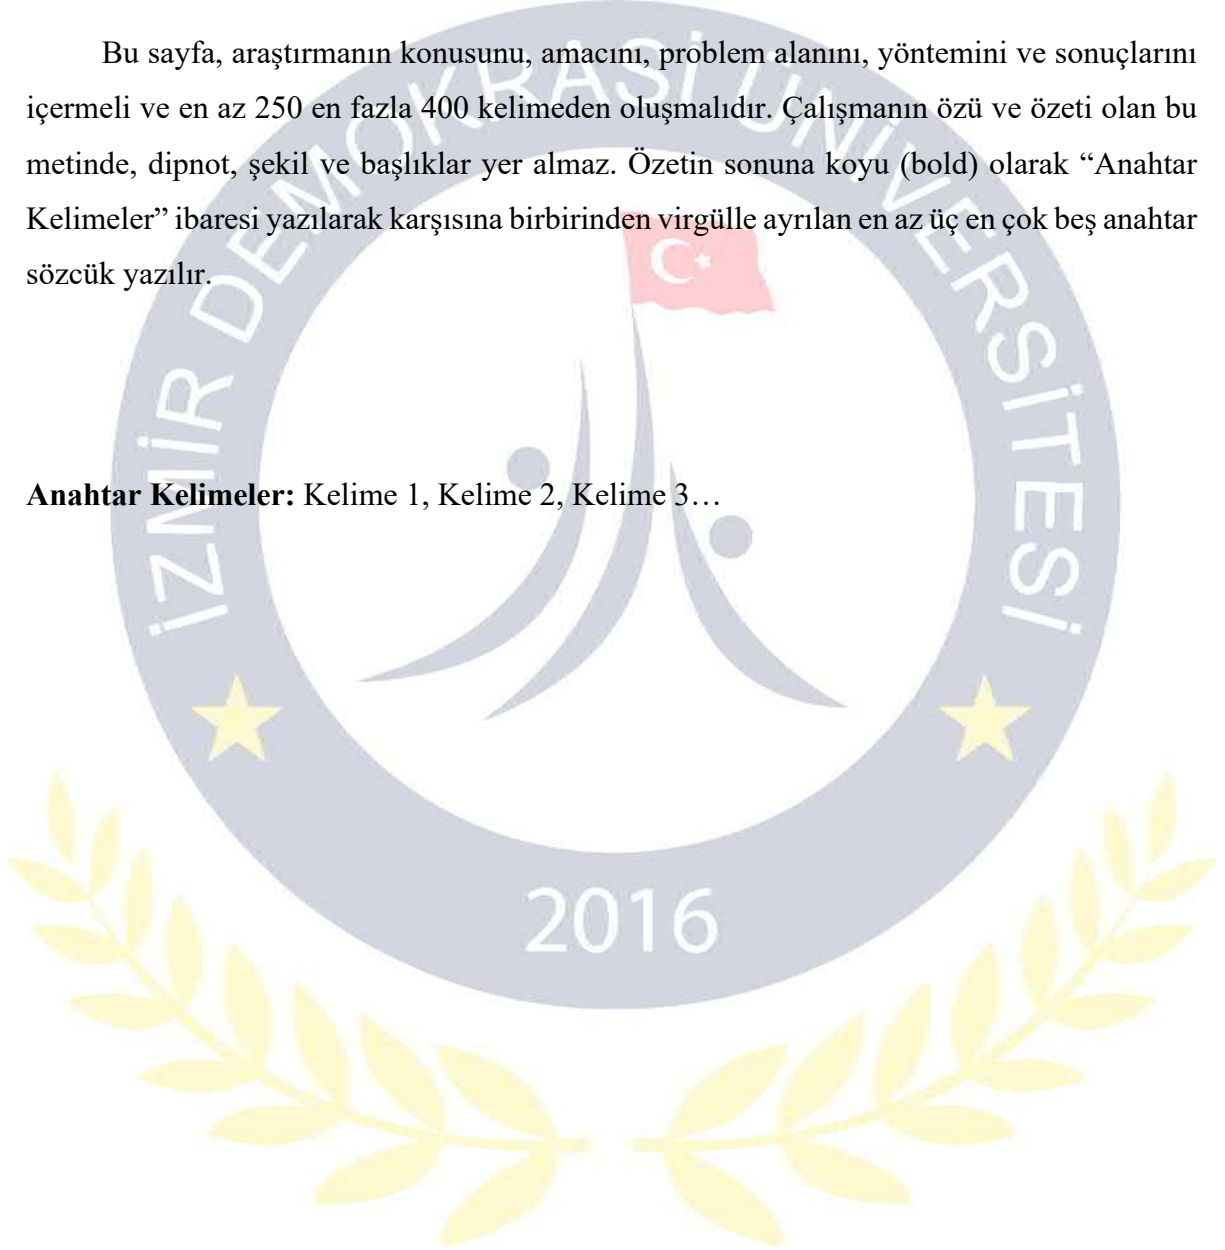 Bu sayfa, araştırmanın konusunu, amacını, problem alanını, yöntemini ve sonuçlarını
içermeli ve en az 250 en fazla 400 kelimeden oluşmalıdır. Çalışmanın özü ve özeti olan bu
metinde, dipnot, şekil ve başlıklar yer almaz. Özetin sonuna koyu (bold) olarak “Anahtar
Kelimeler” ibaresi yazılarak karşısına birbirinden virgülle ayrılan en az üç en çok beş anahtar
sözcük yazılır.
Anahtar Kelimeler: Kelime 1, Kelime 2, Kelime 3…
İZMİR DEMOKRASİ ÜNİVERSİTESİ
2016